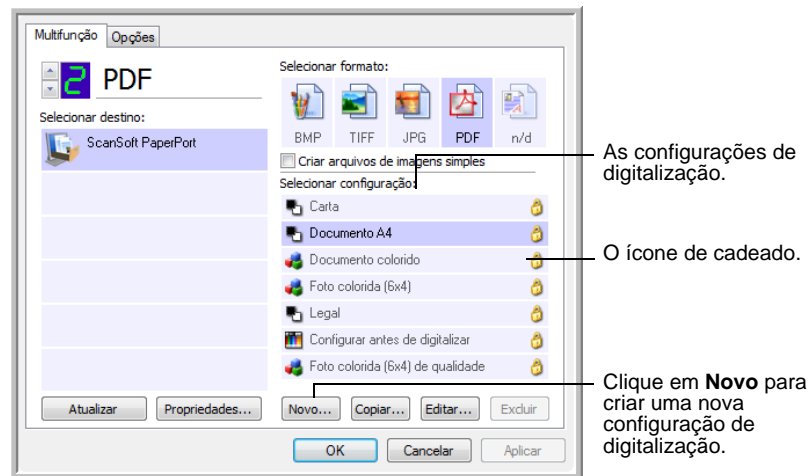 Multifunção Opções
2 PDF
Selecionar destino:
ScanSoft PaperPort
Selecionar formato:
BMP TIFF JPG PDF n/d
Criar arquivos de imagens simples
Selecionar configuração:
Carta
Documento A4
Documento colorido
Foto colorida (6x4)
Legal
Configurar antes de digitalizar
Foto colorida (6x4) de qualidade
Atualizar Propriedades... Novo... Copiar... Editar... Excluir
OK Cancelar Aplicar
As configurações de
digitalização.
O ícone de cadeado.
Clique em Novo para
criar uma nova
configuração de
digitalização.